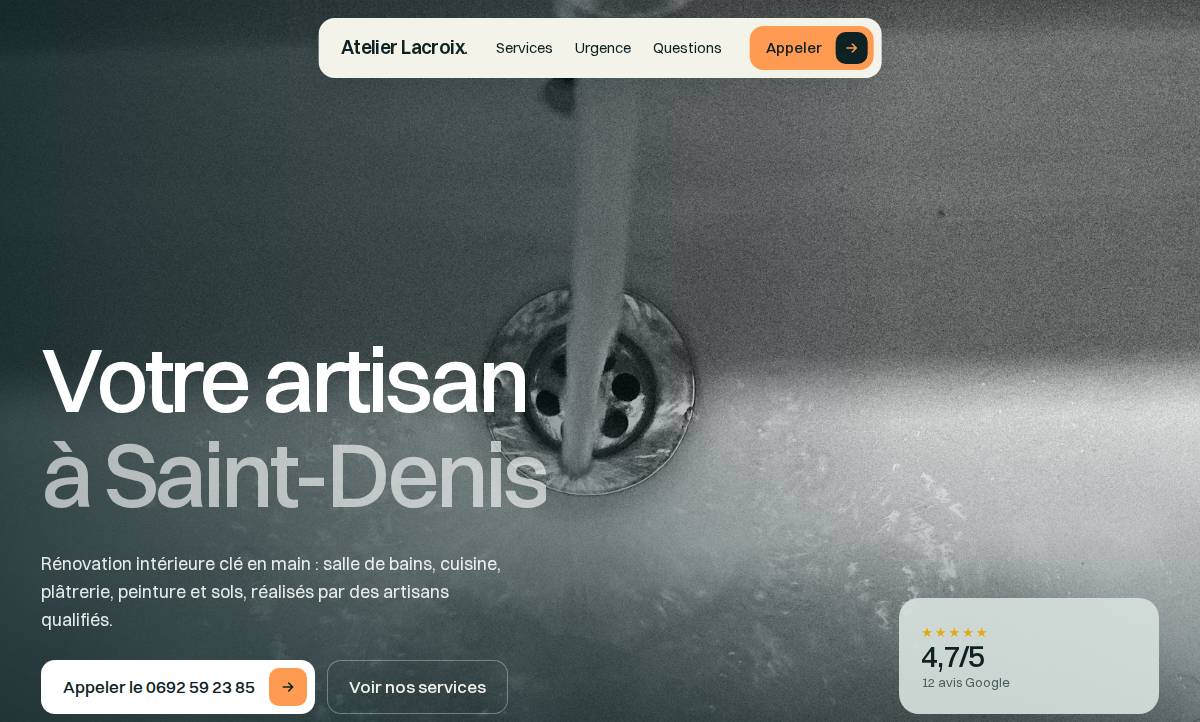 Atelier Lacroix.
Services
Urgence
Questions
Appeler →
Votre artisan
à Saint-Denis
Rénovation intérieure clé en main : salle de bains, cuisine,
plâtrerie, peinture et sols, réalisés par des artisans
qualifiés.
Appeler le 0692 59 23 85 →
Voir nos services
★★★★★
4,7/5
12 avis Google